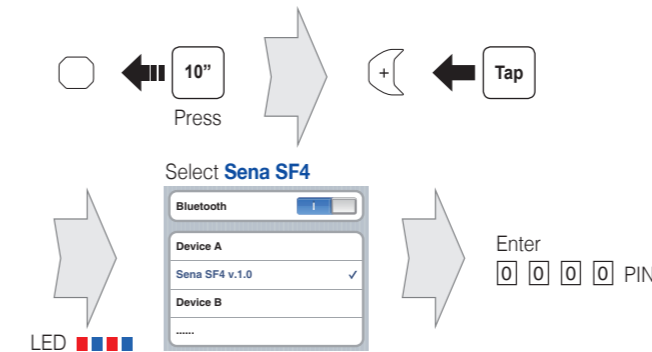 10”
Press
+
Tap
LED
Select Sena SF4
Bluetooth
I
Device A
Sena SF4 v.1.0 ✓
Device B
......
Enter
0 0 0 0 PIN